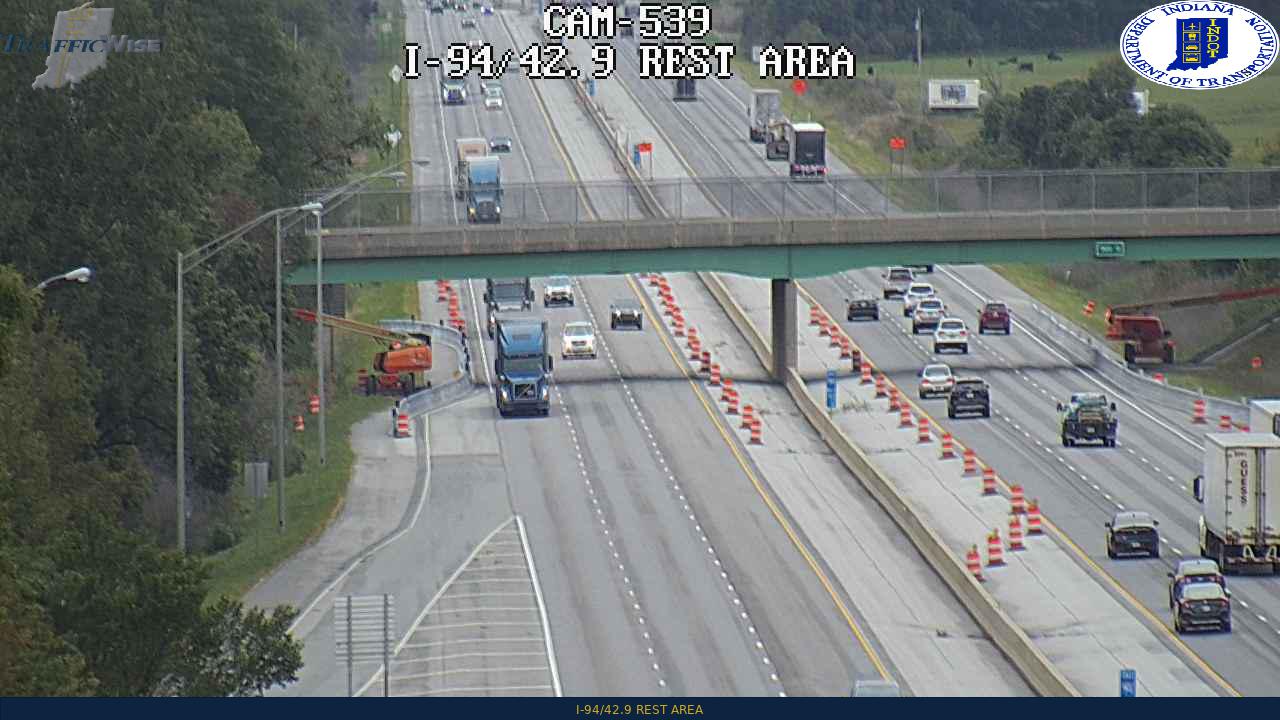 CAM-539
I-94/42.9 REST AREA
TRAFFICWISE
INDIANA
DEPARTMENT OF TRANSPORTATION
INDOT
GUESS
I-94/42.9 REST AREA